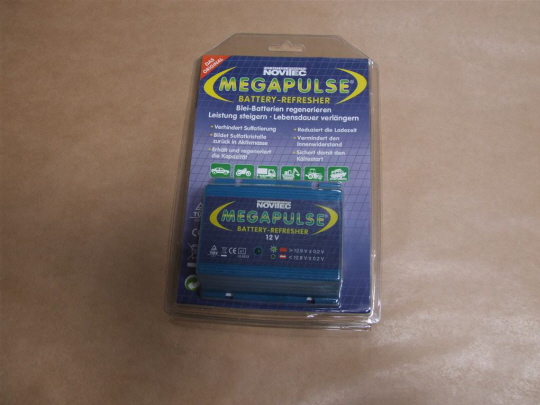 DAS
ORIGINAL
NOVITEC
MEGAPULSE®
BATTERY-REFRESHER
Blei-Batterien regenerieren
Leistung steigern · Lebensdauer verlängern
• Verhindert Sulfatierung
• Bildet Sulfatkristalle
zurück in Aktivmasse
• Erhält und regeneriert
die Kapazität
• Reduziert die Ladezeit
• Vermindert den
Innenwiderstand
• Sichert damit den
Kaltstart
NOVITEC
MEGAPULSE®
BATTERY-REFRESHER
12 V
CE